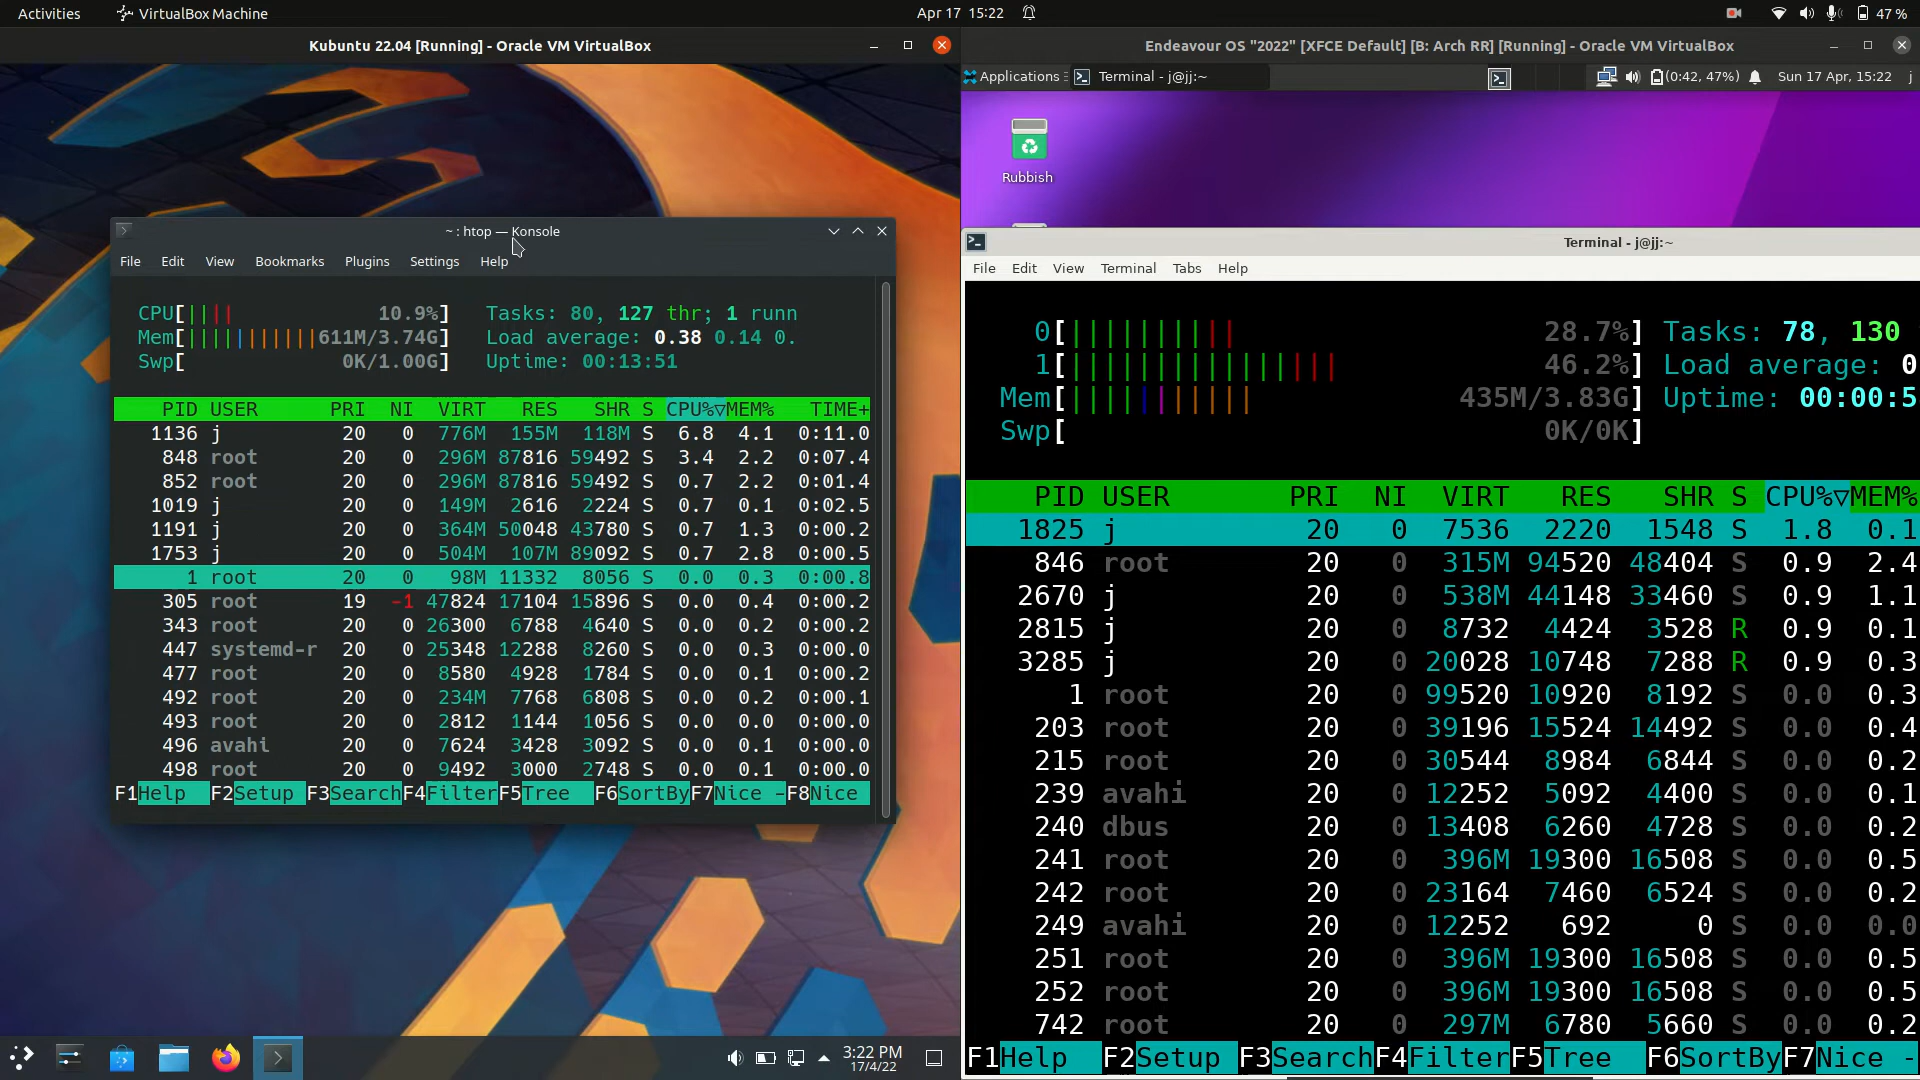 Activities VirtualBox Machine Apr 17 15:22 47 %
Kubuntu 22.04 [Running] - Oracle VM VirtualBox
~ : htop — Konsole
File Edit View Bookmarks Plugins Settings Help
CPU[|||| 10.9%] Tasks: 80, 127 thr; 1 runn
Mem[|||||||||||611M/3.74G] Load average: 0.38 0.14 0.
Swp[ 0K/1.00G] Uptime: 00:13:51
PID USER PRI NI VIRT RES SHR S CPU%▽MEM% TIME+
1136 j 20 0 776M 155M 118M S 6.8 4.1 0:11.0
848 root 20 0 296M 87816 59492 S 3.4 2.2 0:07.4
852 root 20 0 296M 87816 59492 S 0.7 2.2 0:01.4
1019 j 20 0 149M 2616 2224 S 0.7 0.1 0:02.5
1191 j 20 0 364M 50048 43780 S 0.7 1.3 0:00.2
1753 j 20 0 504M 107M 89092 S 0.7 2.8 0:00.5
1 root 20 0 98M 11332 8056 S 0.0 0.3 0:00.8
305 root 19 -1 47824 17104 15896 S 0.0 0.4 0:00.2
343 root 20 0 26300 6788 4640 S 0.0 0.2 0:00.2
447 systemd-r 20 0 25348 12288 8260 S 0.0 0.3 0:00.0
477 root 20 0 8580 4928 1784 S 0.0 0.1 0:00.2
492 root 20 0 234M 7768 6808 S 0.0 0.2 0:00.1
493 root 20 0 2812 1144 1056 S 0.0 0.0 0:00.0
496 avahi 20 0 7624 3428 3092 S 0.0 0.1 0:00.0
498 root 20 0 9492 3000 2748 S 0.0 0.1 0:00.0
F1Help F2Setup F3SearchF4FilterF5Tree F6SortByF7Nice -F8Nice
3:22 PM
17/4/22
Endeavour OS "2022" [XFCE Default] [B: Arch RR] [Running] - Oracle VM VirtualBox
Applications Terminal - j@jj:~ (0:42, 47%) Sun 17 Apr, 15:22 j
Rubbish
Terminal - j@jj:~
File Edit View Terminal Tabs Help
0[||||||||||| 28.7%] Tasks: 78, 130
1[|||||||||||||||| 46.2%] Load average: 0
Mem[||||||||||| 435M/3.83G] Uptime: 00:00:5
Swp[ 0K/0K]
PID USER PRI NI VIRT RES SHR S CPU%▽MEM%
1825 j 20 0 7536 2220 1548 S 1.8 0.1
846 root 20 0 315M 94520 48404 S 0.9 2.4
2670 j 20 0 538M 44148 33460 S 0.9 1.1
2815 j 20 0 8732 4424 3528 R 0.9 0.1
3285 j 20 0 20028 10748 7288 R 0.9 0.3
1 root 20 0 99520 10920 8192 S 0.0 0.3
203 root 20 0 39196 15524 14492 S 0.0 0.4
215 root 20 0 30544 8984 6844 S 0.0 0.2
239 avahi 20 0 12252 5092 4400 S 0.0 0.1
240 dbus 20 0 13408 6260 4728 S 0.0 0.2
241 root 20 0 396M 19300 16508 S 0.0 0.5
242 root 20 0 23164 7460 6524 S 0.0 0.2
249 avahi 20 0 12252 692 0 S 0.0 0.0
251 root 20 0 396M 19300 16508 S 0.0 0.5
252 root 20 0 396M 19300 16508 S 0.0 0.5
742 root 20 0 297M 6780 5660 S 0.0 0.2
F1Help F2Setup F3SearchF4FilterF5Tree F6SortByF7Nice -